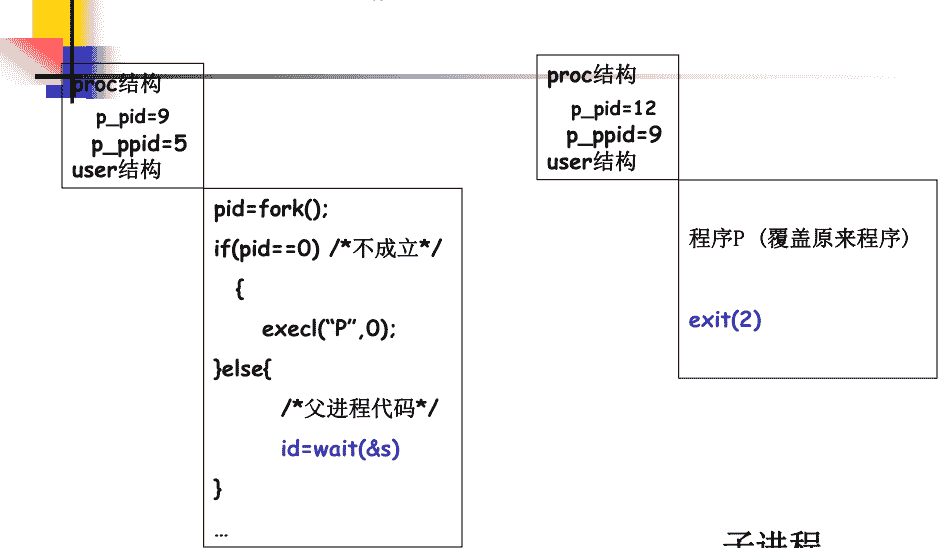 proc结构
p_pid=9
p_ppid=5
user结构
pid=fork();
if(pid==0) /*不成立*/
{
execl(“P”,0);
}else{
/*父进程代码*/
id=wait(&s)
}
...
proc结构
p_pid=12
p_ppid=9
user结构
程序P（覆盖原来程序）
exit(2)
子进程